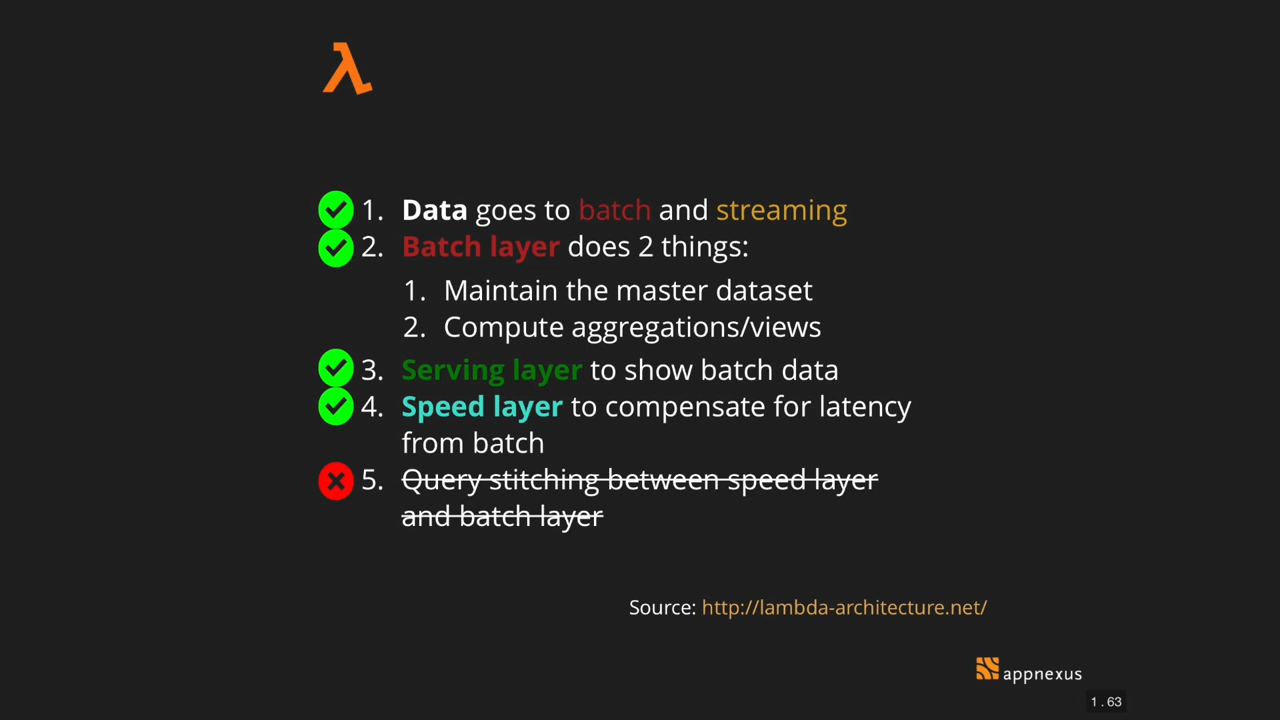 λ
1. Data goes to batch and streaming
2. Batch layer does 2 things:
1. Maintain the master dataset
2. Compute aggregations/views
3. Serving layer to show batch data
4. Speed layer to compensate for latency
from batch
5. Query stitching between speed layer
and batch layer
Source: http://lambda-architecture.net/
appnexus
1.63